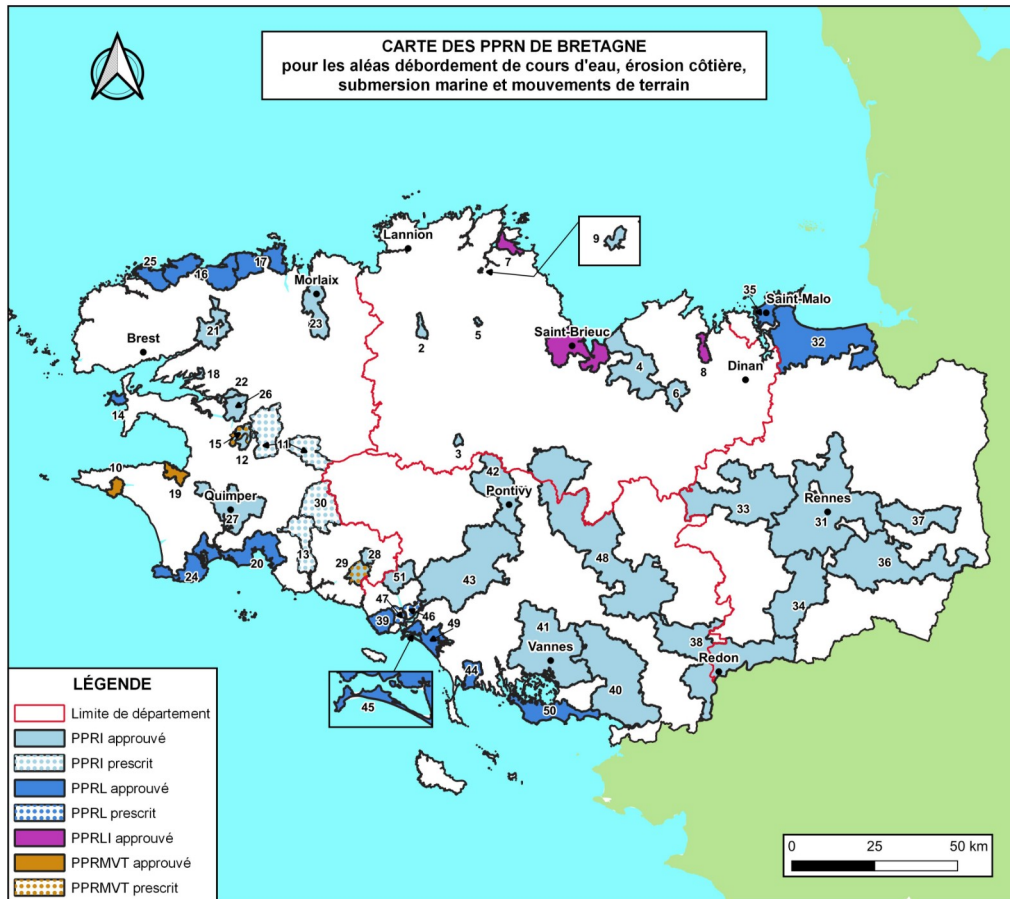 CARTE DES PPRN DE BRETAGNE
pour les aléas débordement de cours d'eau, érosion côtière,
submersion marine et mouvements de terrain
9
Lannion
7
25
16
17
Morlaix
35
Saint-Malo
23
21
2
5
Saint-Brieuc
32
Brest
4
8
Dinan
18
22
26
6
14
15
12
11
3
10
19
42
Quimper
27
30
Pontivy
33
Rennes
31
37
13
28
29
48
36
24
20
51
43
47
46
39
49
34
41
38
Vannes
Redon
44
40
45
50
LÉGENDE
Limite de département
PPRI approuvé
PPRI prescrit
PPRL approuvé
PPRL prescrit
PPRLI approuvé
PPRMVT approuvé
PPRMVT prescrit
0 25 50 km